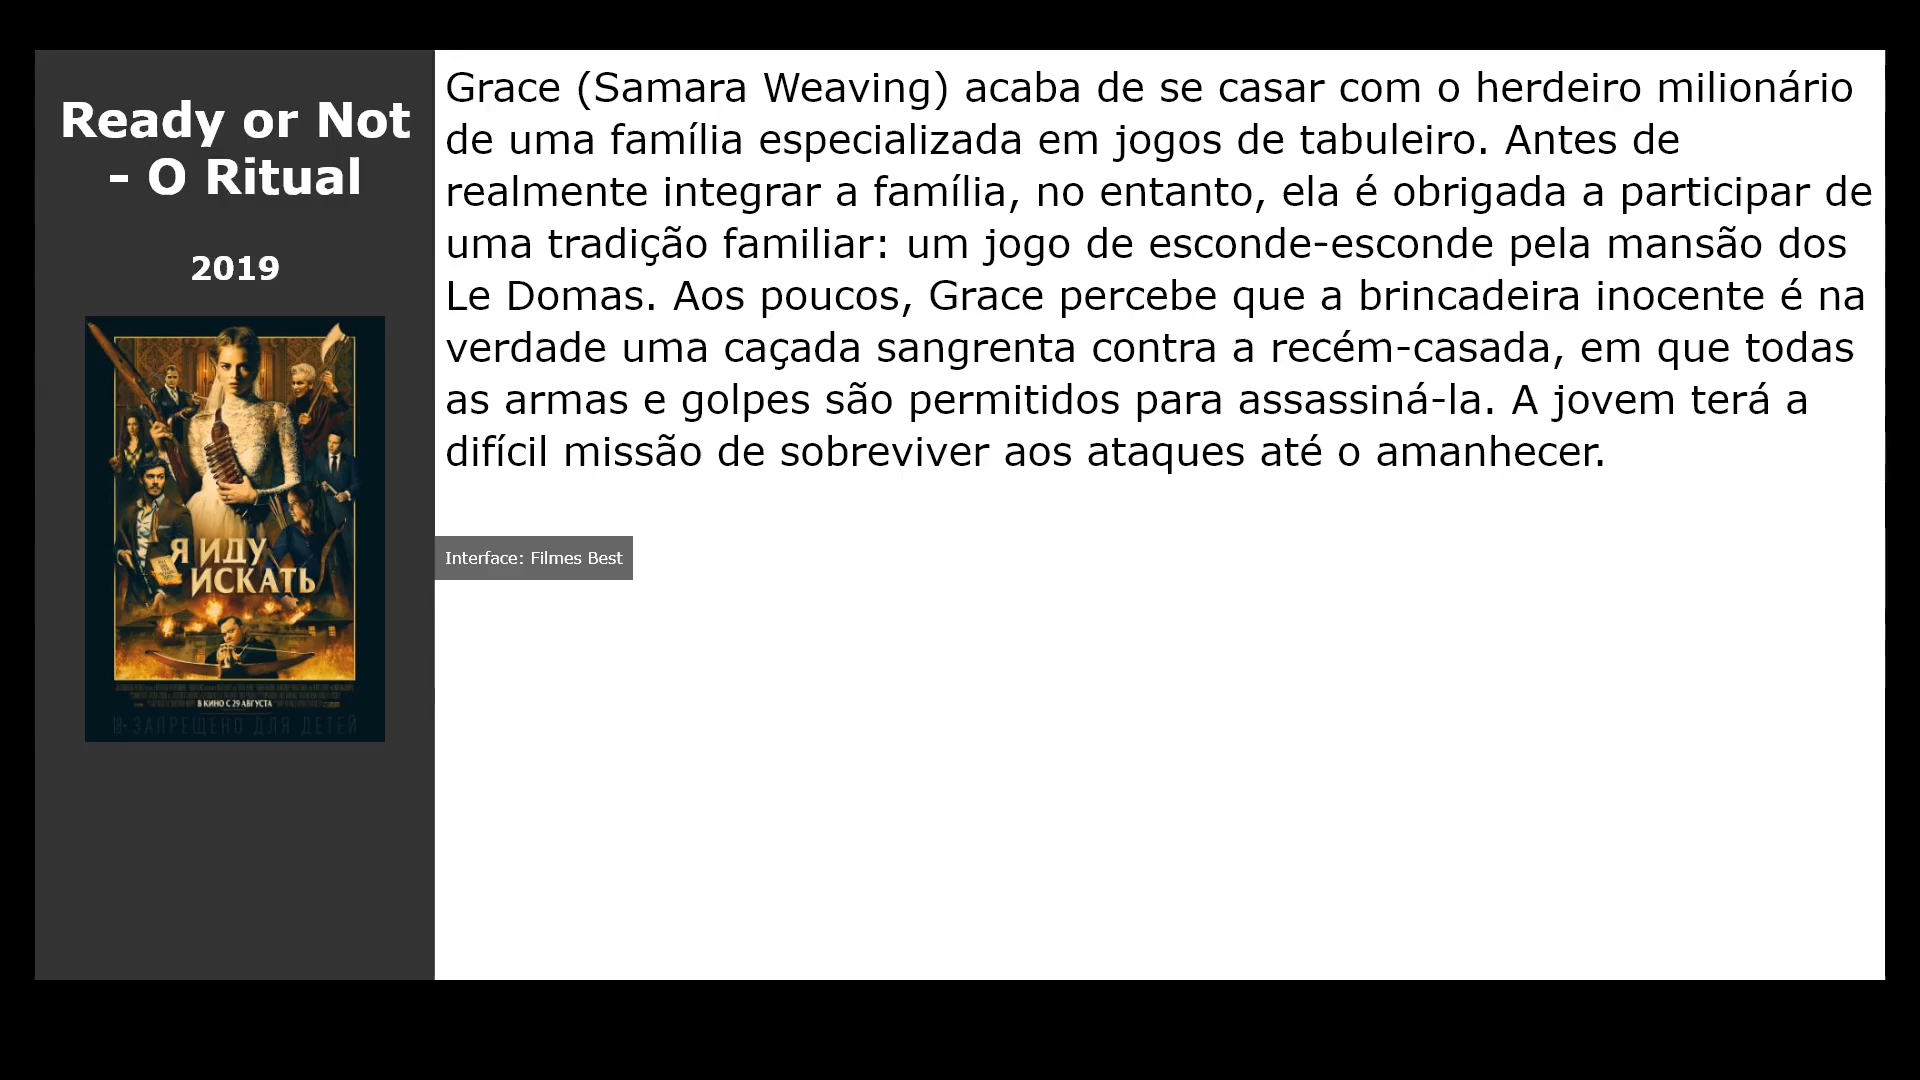 Ready or Not
- O Ritual
2019
Я ИДУ
ИСКАТЬ
В КИНО С 29 АВГУСТА
18+ ЗАПРЕЩЕНО ДЛЯ ДЕТЕЙ
Grace (Samara Weaving) acaba de se casar com o herdeiro milionário
de uma família especializada em jogos de tabuleiro. Antes de
realmente integrar a família, no entanto, ela é obrigada a participar de
uma tradição familiar: um jogo de esconde-esconde pela mansão dos
Le Domas. Aos poucos, Grace percebe que a brincadeira inocente é na
verdade uma caçada sangrenta contra a recém-casada, em que todas
as armas e golpes são permitidos para assassiná-la. A jovem terá a
difícil missão de sobreviver aos ataques até o amanhecer.
Interface: Filmes Best